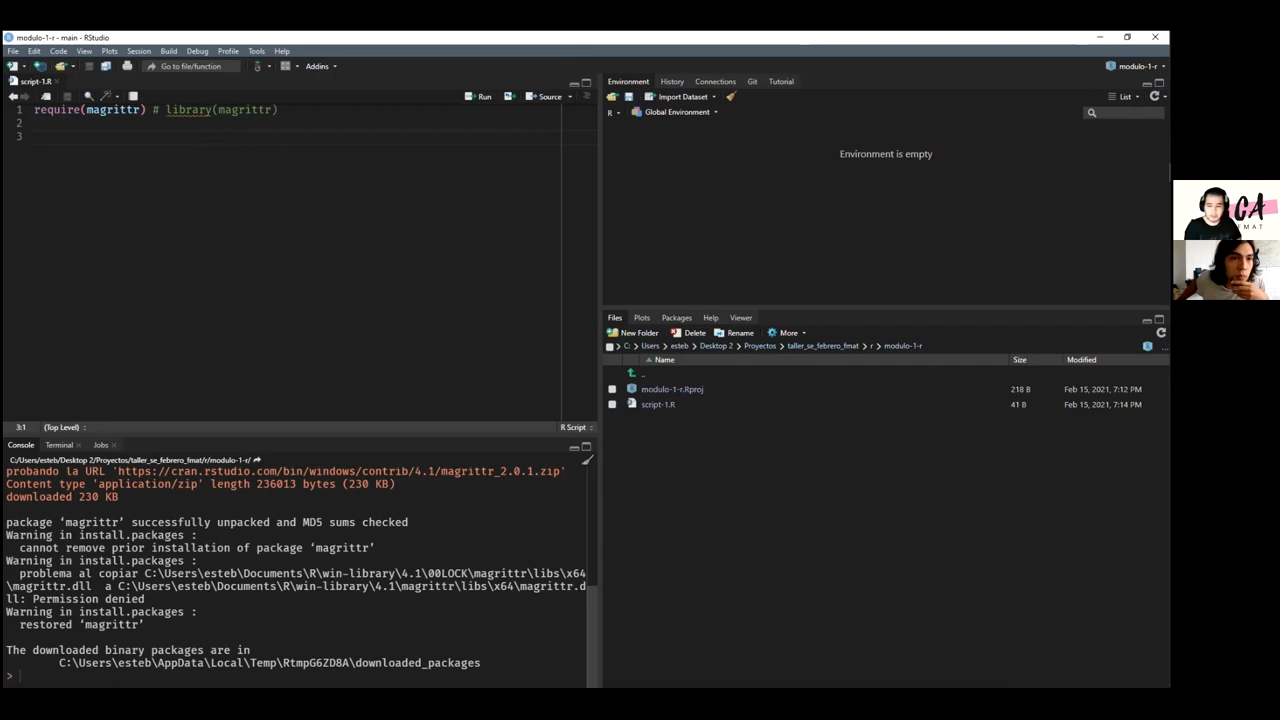 modulo-1-r - main - RStudio
File Edit Code View Plots Session Build Debug Profile Tools Help
Go to file/function Addins modulo-1-r
script-1.R
Run Source
1 require(magrittr) # library(magrittr)
2
3
3:1 (Top Level) R Script
Console Terminal Jobs
C:/Users/esteb/Desktop 2/Proyectos/taller_se_febrero_fmat/r/modulo-1-r/
probando la URL 'https://cran.rstudio.com/bin/windows/contrib/4.1/magrittr_2.0.1.zip'
Content type 'application/zip' length 236013 bytes (230 KB)
downloaded 230 KB
package ‘magrittr’ successfully unpacked and MD5 sums checked
Warning in install.packages :
cannot remove prior installation of package ‘magrittr’
Warning in install.packages :
problema al copiar C:\Users\esteb\Documents\R\win-library\4.1\00LOCK\magrittr\libs\x64
\magrittr.dll a C:\Users\esteb\Documents\R\win-library\4.1\magrittr\libs\x64\magrittr.d
ll: Permission denied
Warning in install.packages :
restored ‘magrittr’
The downloaded binary packages are in
C:\Users\esteb\AppData\Local\Temp\RtmpG6ZD8A\downloaded_packages
>
Environment History Connections Git Tutorial
Import Dataset List
R Global Environment
Environment is empty
Files Plots Packages Help Viewer
New Folder Delete Rename More
C: Users esteb Desktop 2 Proyectos taller_se_febrero_fmat r modulo-1-r
Name Size Modified
..
modulo-1-r.Rproj 218 B Feb 15, 2021, 7:12 PM
script-1.R 41 B Feb 15, 2021, 7:14 PM
CA
FMAT